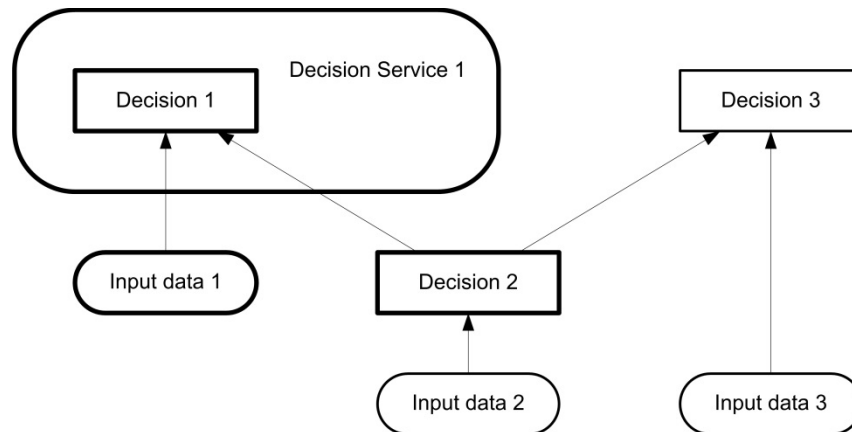 Decision Service 1
Decision 1
Decision 3
Input data 1
Decision 2
Input data 2
Input data 3